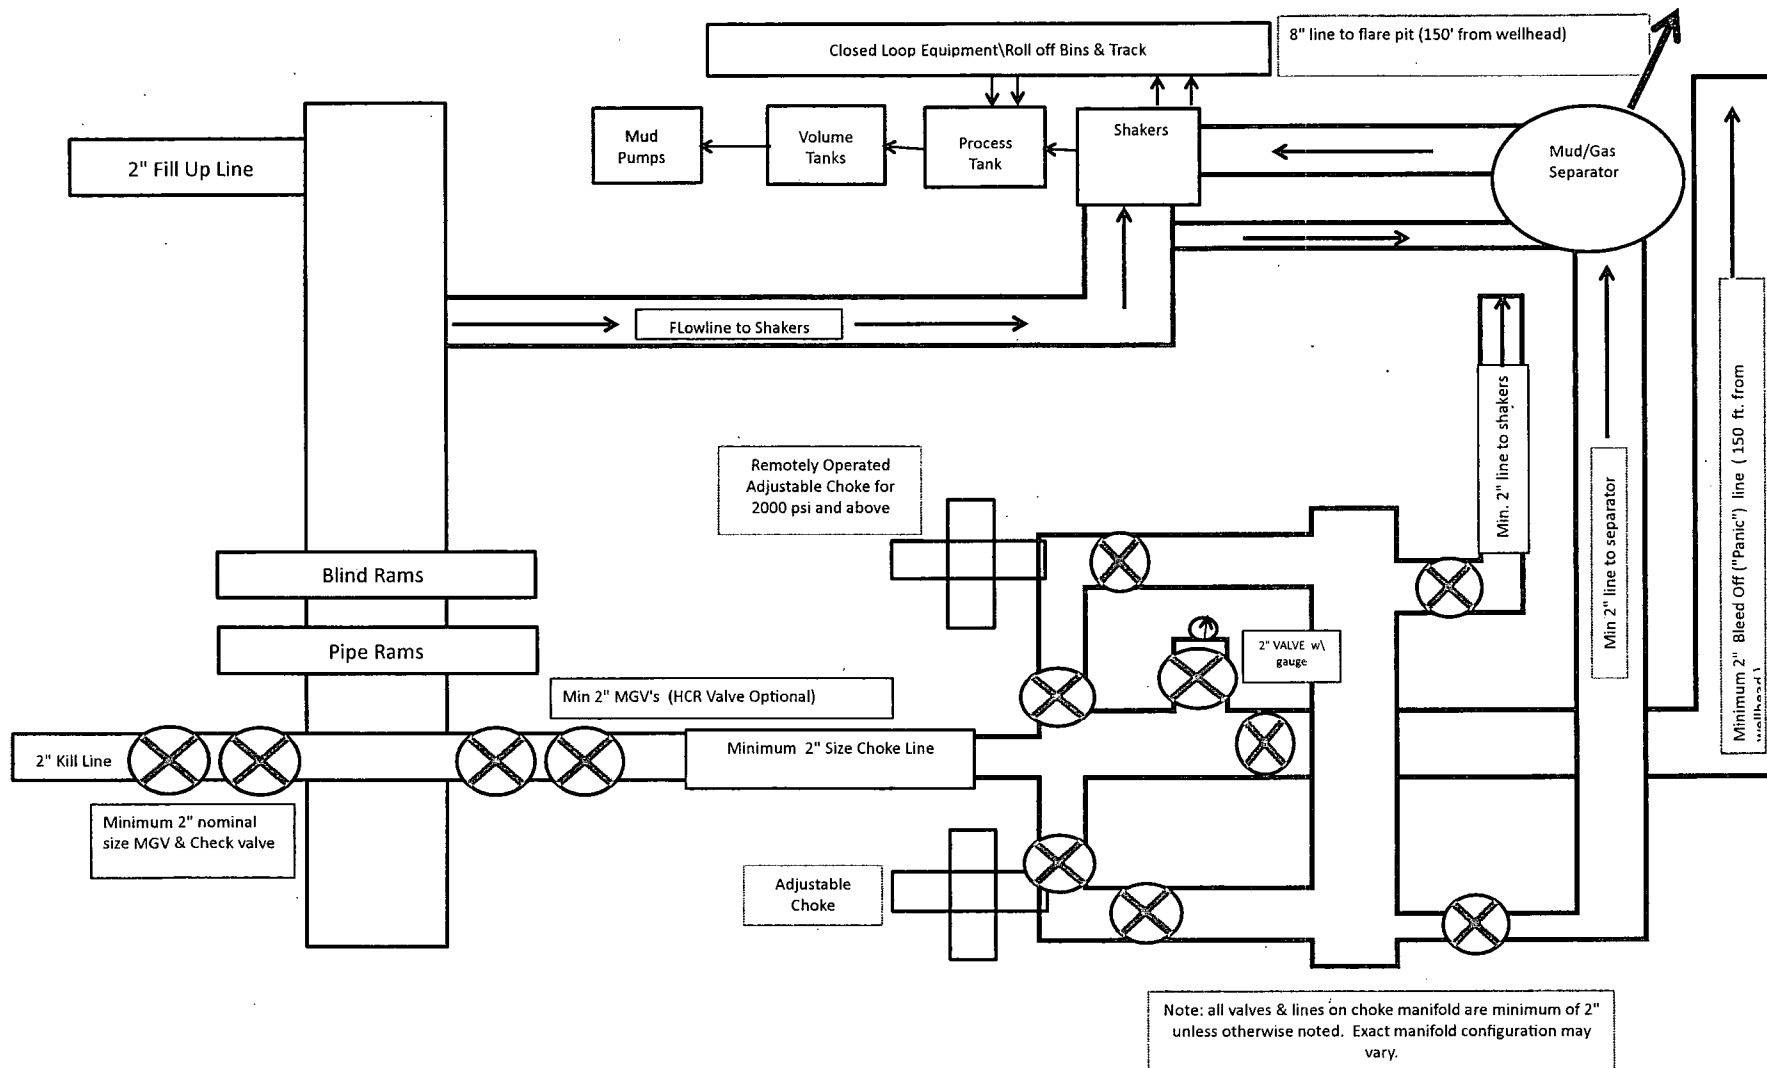 Closed Loop Equipment\Roll off Bins & Track
8" line to flare pit (150' from wellhead)
Mud
Pumps
Volume
Tanks
Process
Tank
Shakers
Mud/Gas
Separator
2" Fill Up Line
FLowline to Shakers
Min. 2" line to shakers
Min 2" line to separator
Minimum 2" Bleed Off ("Panic") line ( 150 ft. from
wellhead)
Remotely Operated
Adjustable Choke for
2000 psi and above
Blind Rams
Pipe Rams
2" VALVE w\
gauge
Min 2" MGV's (HCR Valve Optional)
2" Kill Line
Minimum 2" Size Choke Line
Minimum 2" nominal
size MGV & Check valve
Adjustable
Choke
Note: all valves & lines on choke manifold are minimum of 2"
unless otherwise noted. Exact manifold configuration may
vary.